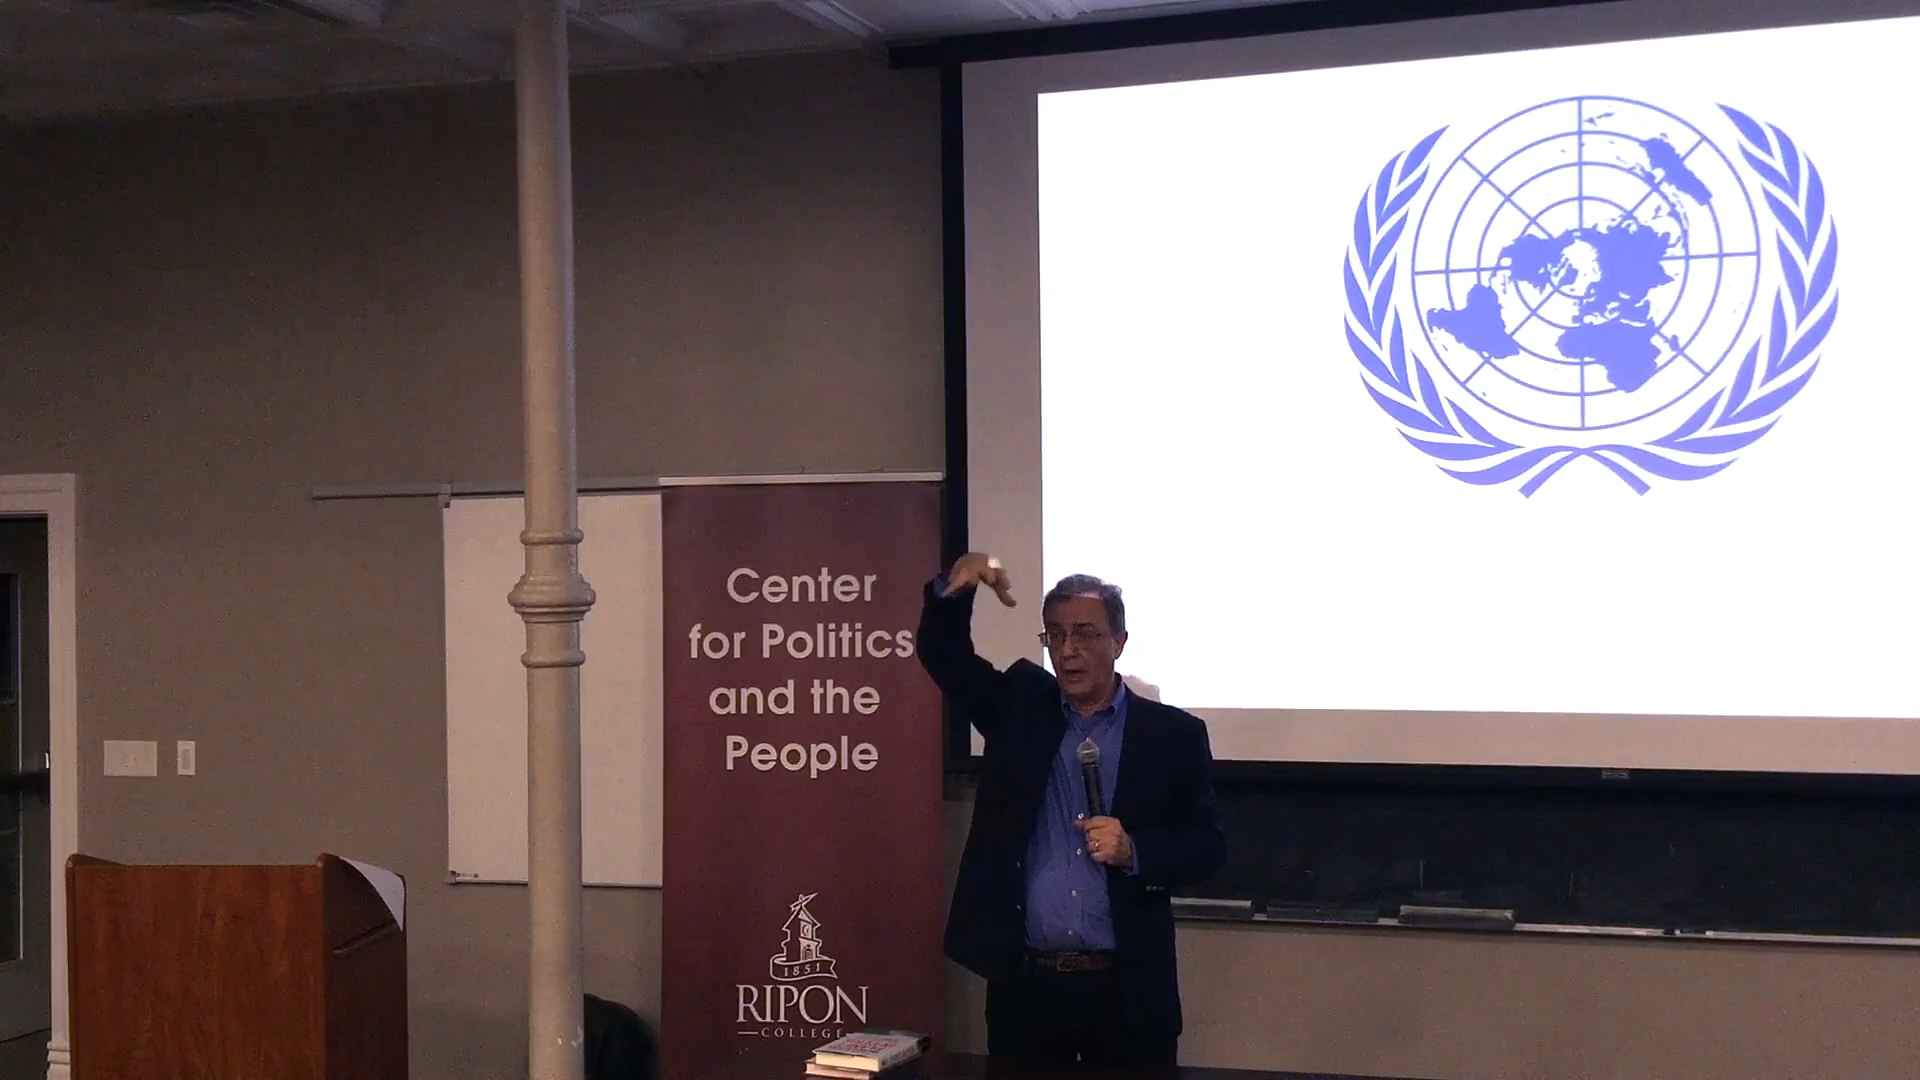 Center
for Politics
and the
People
1851
RIPON
COLLEGE